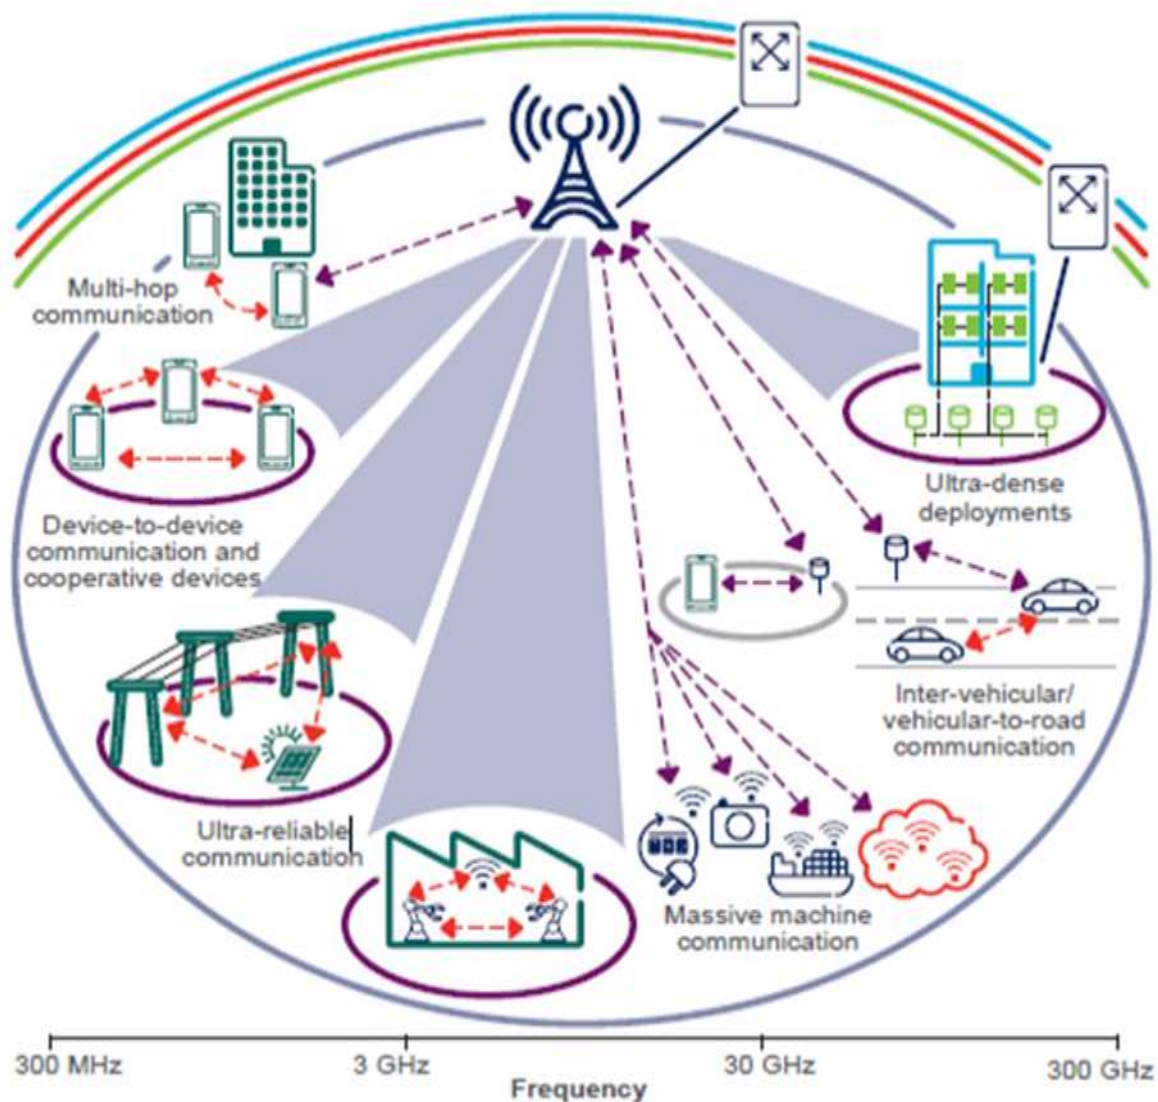 Multi-hop
communication
Device-to-device
communication and
cooperative devices
Ultra-dense
deployments
Inter-vehicular/
vehicular-to-road
communication
Ultra-reliable
communication
Massive machine
communication
300 MHz
3 GHz
30 GHz
300 GHz
Frequency